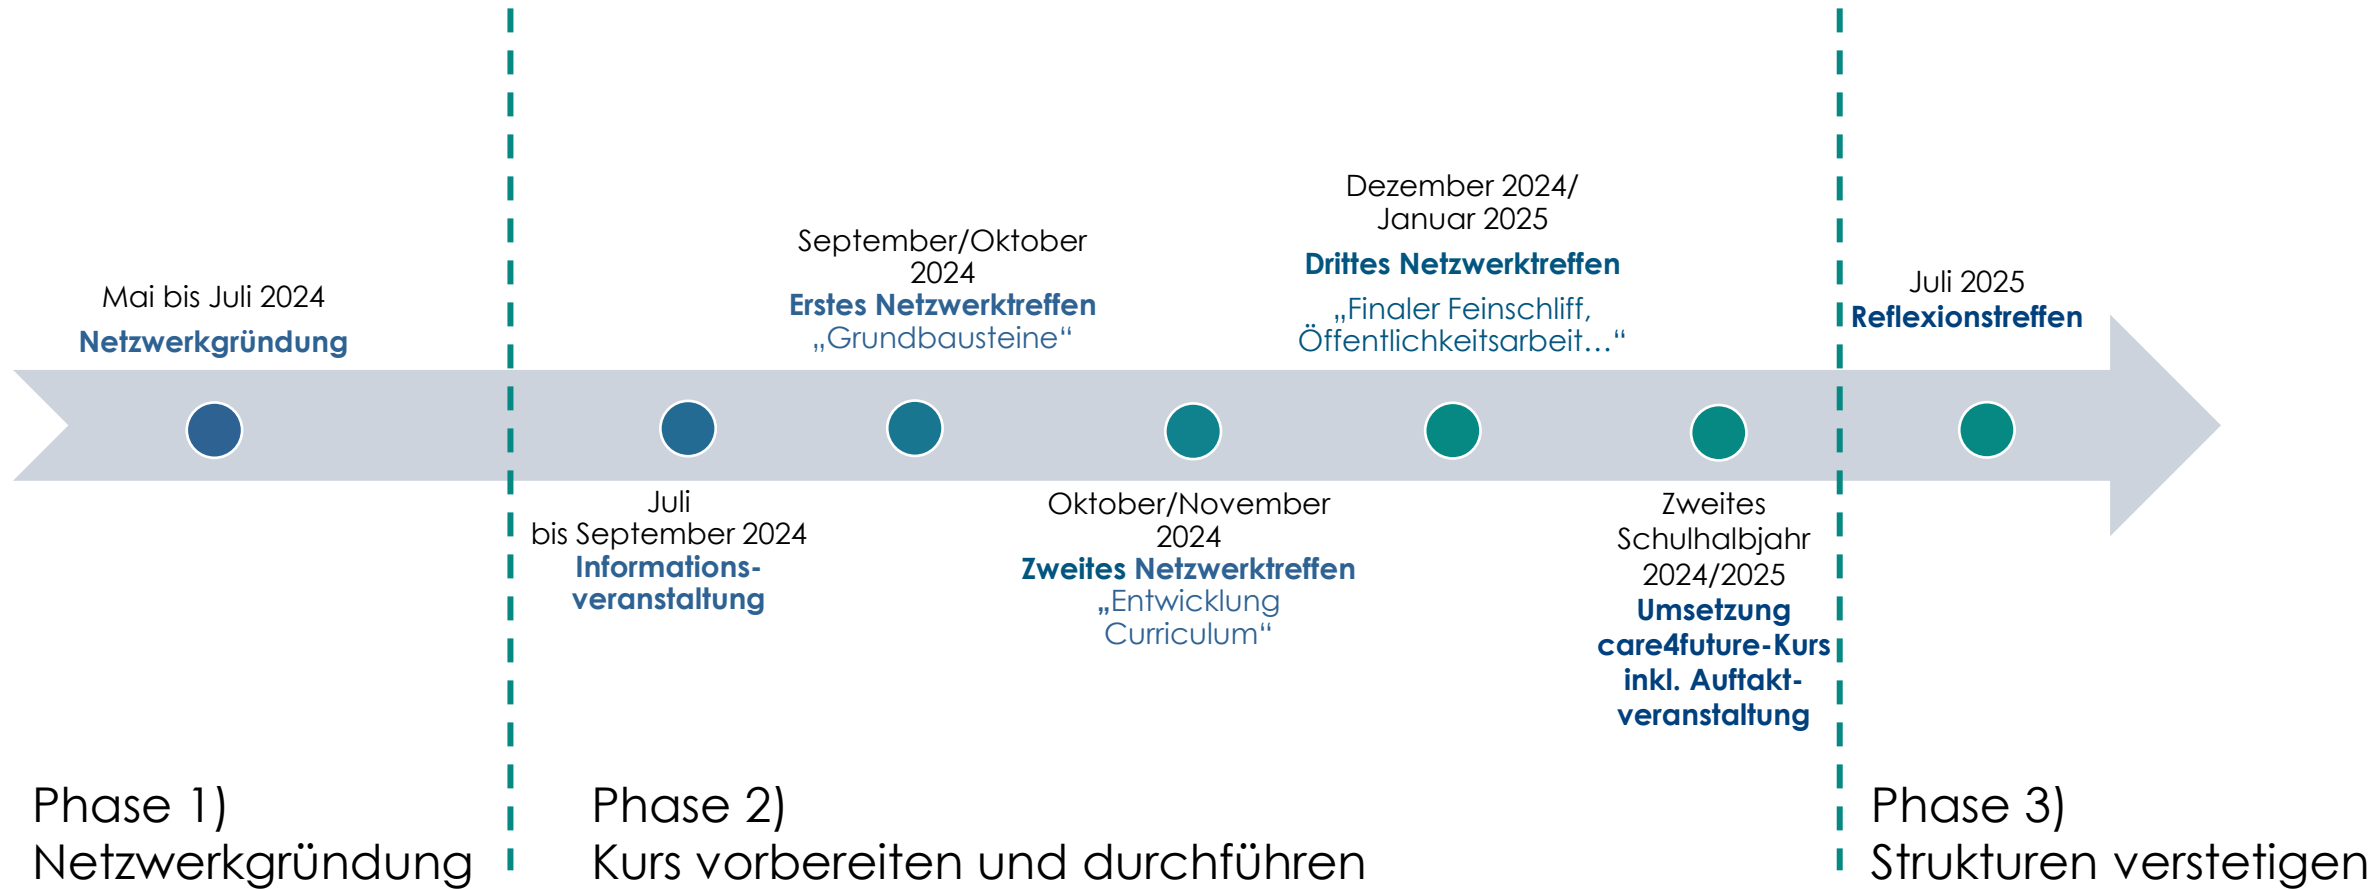 Mai bis Juli 2024
Netzwerkgründung
Juli
bis September 2024
Informations-
veranstaltung
September/Oktober
2024
Erstes Netzwerktreffen
„Grundbausteine“
Oktober/November
2024
Zweites Netzwerktreffen
„Entwicklung
Curriculum“
Dezember 2024/
Januar 2025
Drittes Netzwerktreffen
„Finaler Feinschliff,
Öffentlichkeitsarbeit…“
Zweites
Schulhalbjahr
2024/2025
Umsetzung
care4future-Kurs
inkl. Auftakt-
veranstaltung
Juli 2025
Reflexionstreffen
Phase 1)
Netzwerkgründung
Phase 2)
Kurs vorbereiten und durchführen
Phase 3)
Strukturen verstetigen